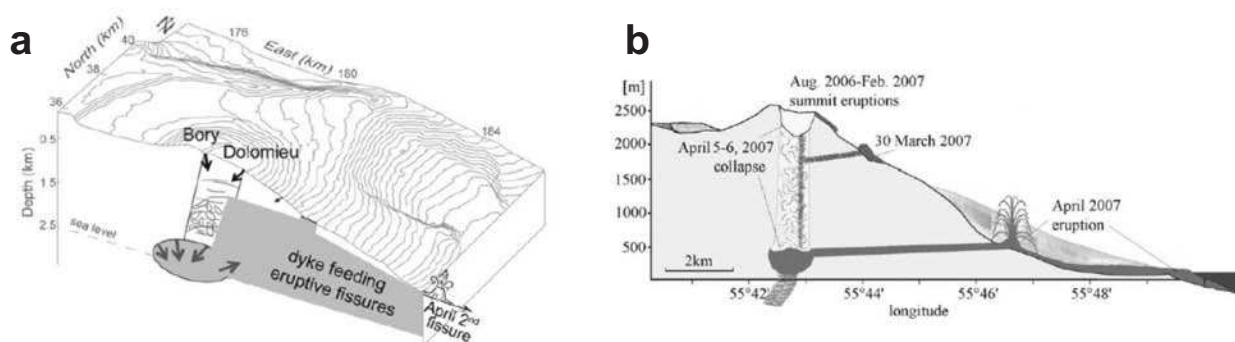 a
N
North (km)
40
38
36
176
East (km)
180
184
0.5
1.5
2.5
Depth (km)
Bory
Dolomieu
sea level
dyke feeding
eruptive fissures
April 2nd
fissure
b
[m]
2500
2000
1500
1000
500
Aug. 2006-Feb. 2007
summit eruptions
30 March 2007
April 5-6, 2007
collapse
April 2007
eruption
2km
55°42' 55°44' 55°46' 55°48'
longitude